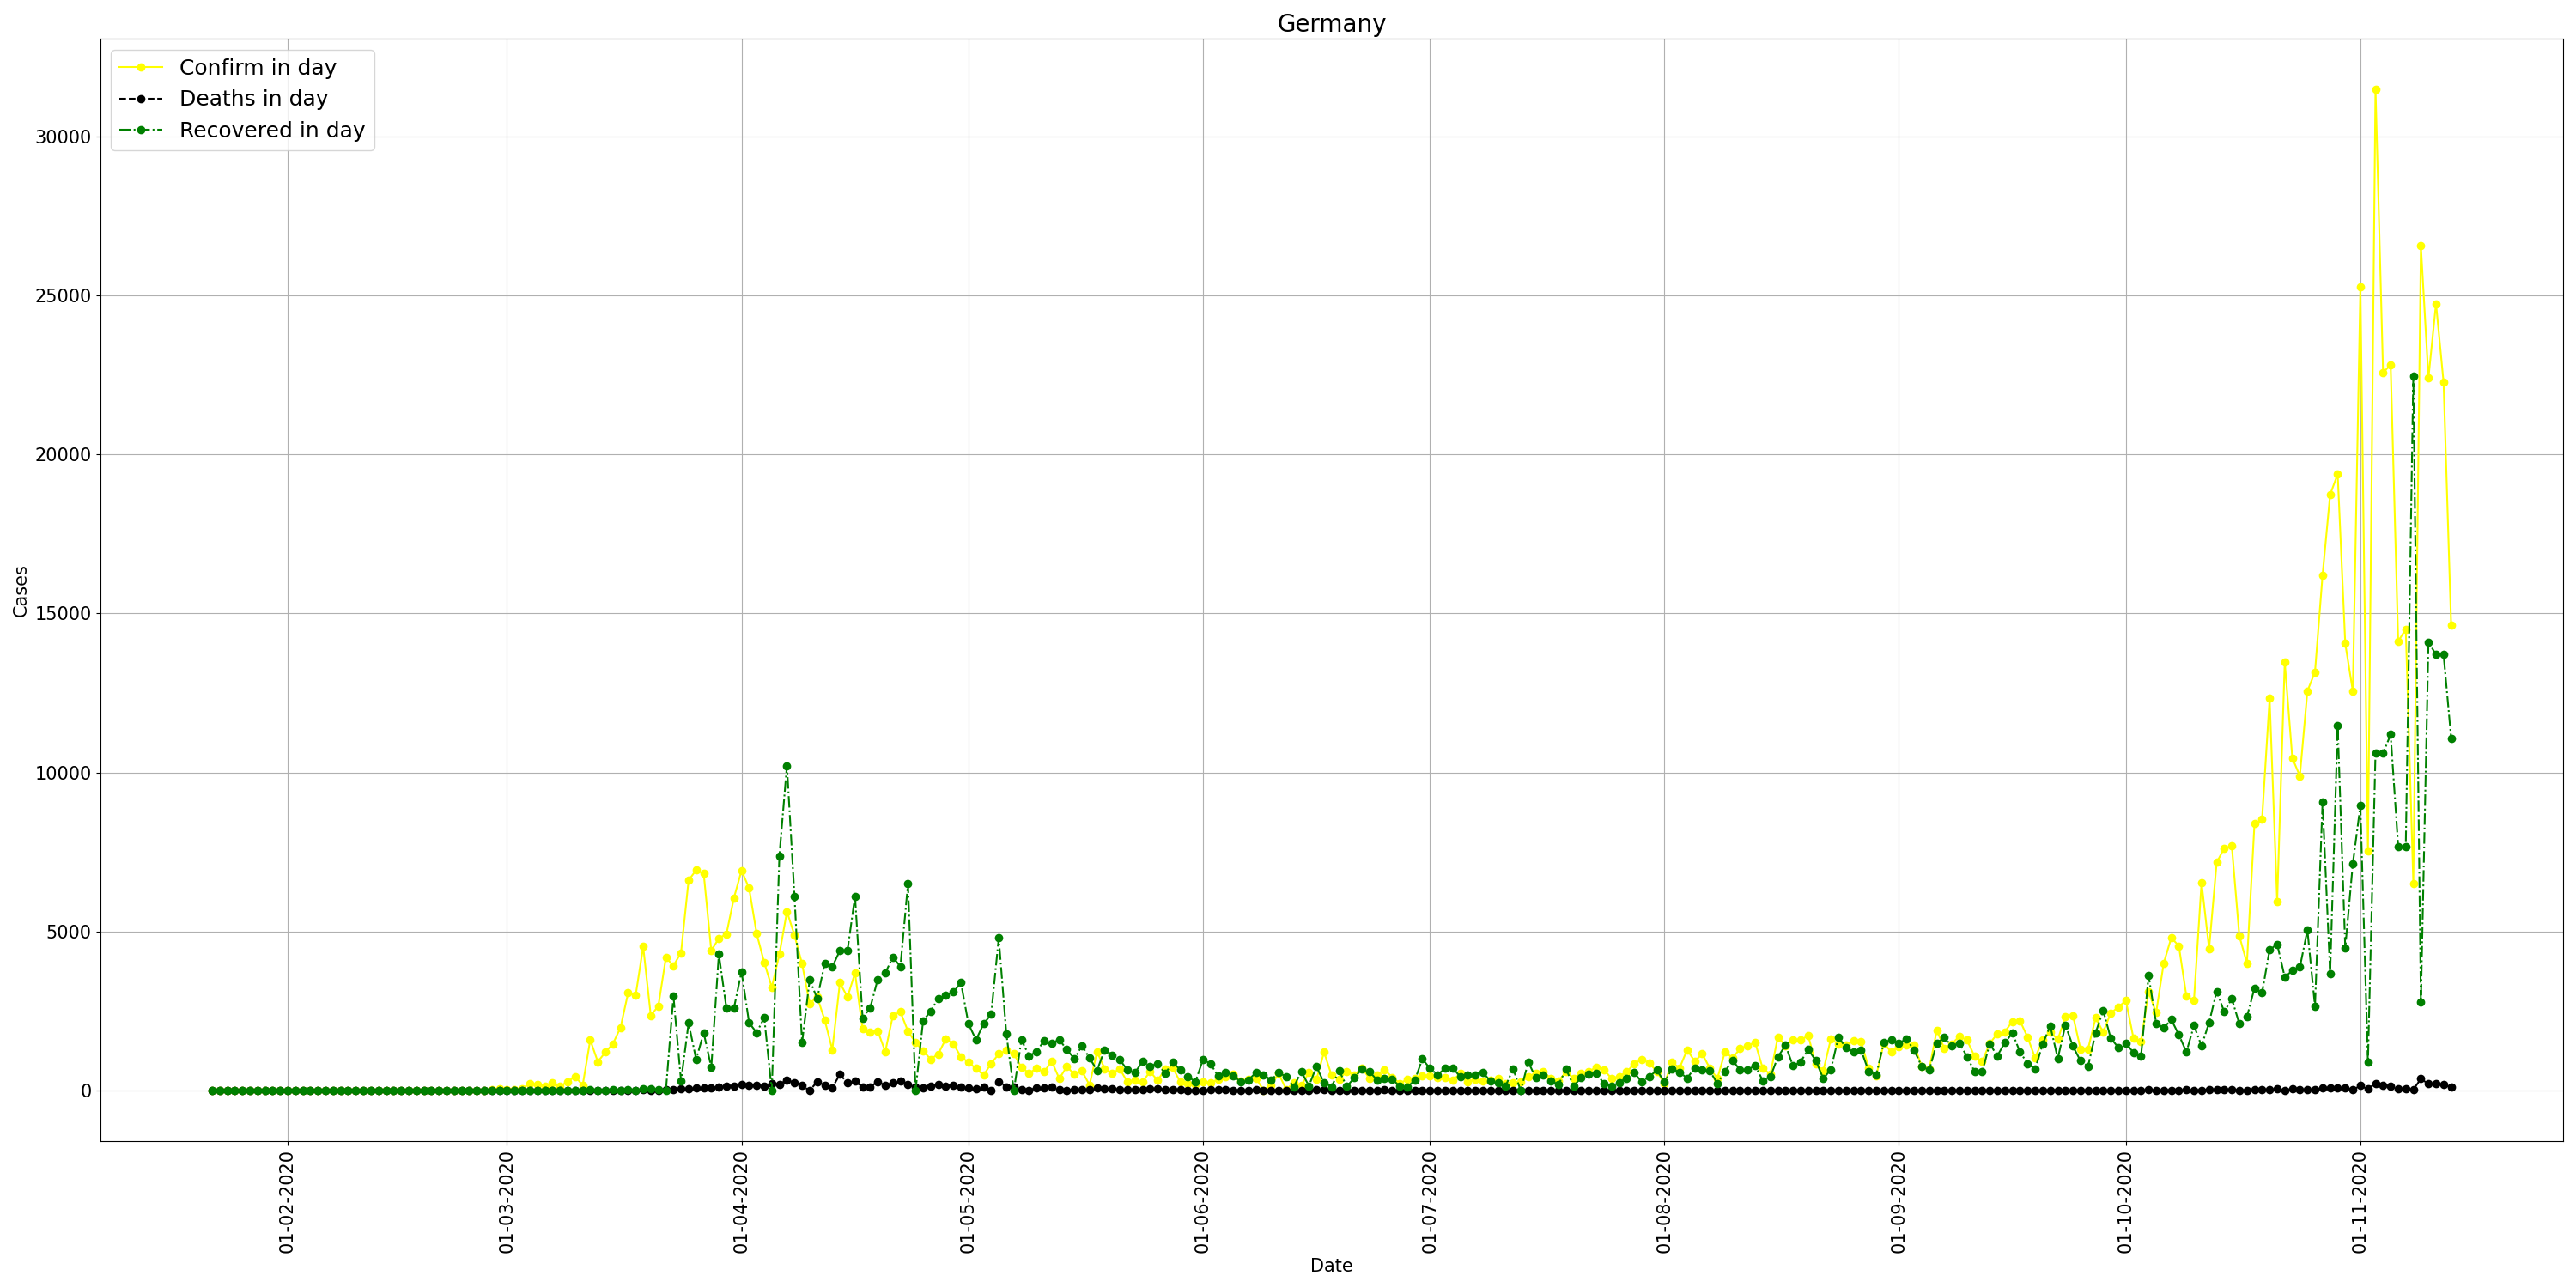 Germany
Confirm in day
Deaths in day
Recovered in day
30000
25000
20000
15000
10000
5000
0
Cases
01-02-2020
01-03-2020
01-04-2020
01-05-2020
01-06-2020
01-07-2020
01-08-2020
01-09-2020
01-10-2020
01-11-2020
Date